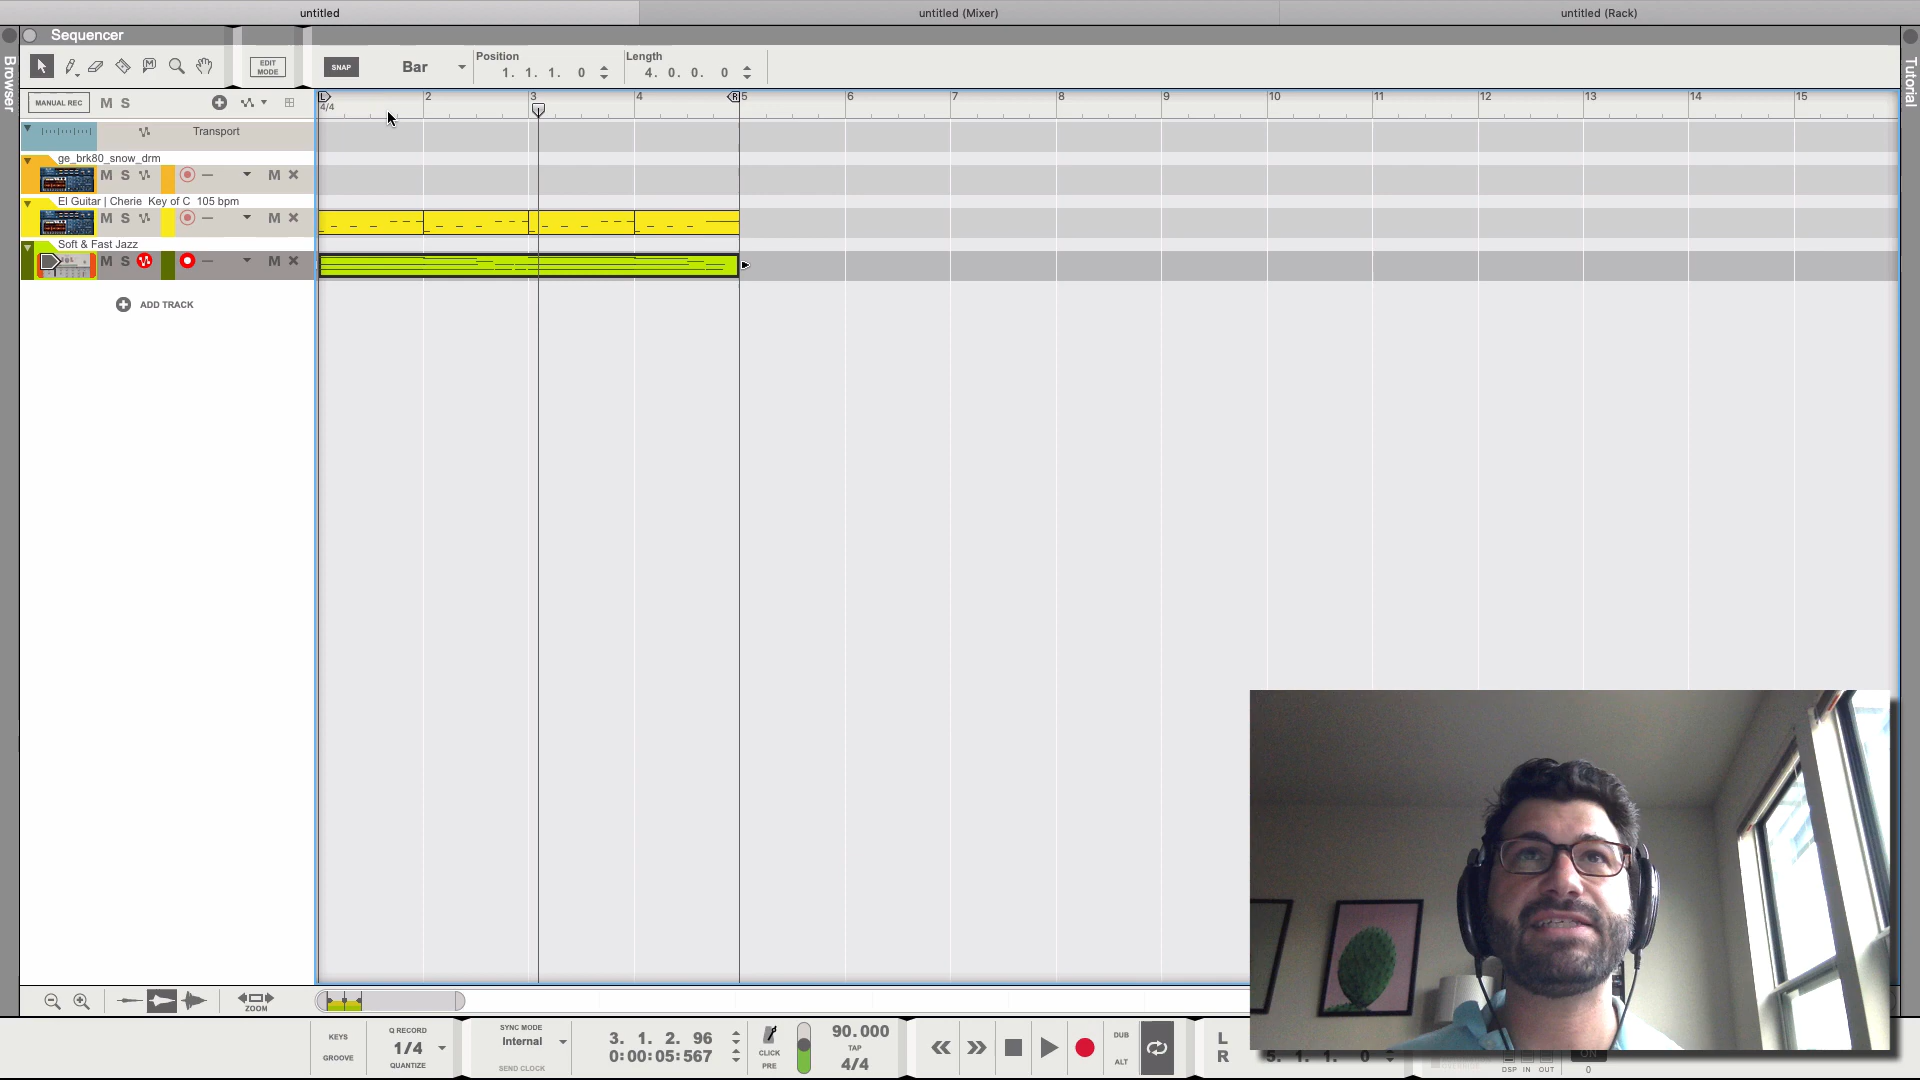 untitled
untitled (Mixer)
untitled (Rack)
Sequencer
Browser
Tutorial
EDIT
MODE
SNAP
Bar
Position
1. 1. 1. 0
Length
4. 0. 0. 0
MANUAL REC
M S
L
4/4
2
3
4
R
5
6
7
8
9
10
11
12
13
14
15
Transport
ge_brk80_snow_drm
M S
M
El Guitar | Cherie Key of C 105 bpm
M S
M
Soft & Fast Jazz
M S
M
ADD TRACK
ZOOM
KEYS
GROOVE
Q RECORD
1/4
QUANTIZE
SYNC MODE
Internal
SEND CLOCK
3. 1. 2. 96
0:00:05:567
CLICK
PRE
90.000
TAP
4/4
DUB
ALT
L
R
5. 1. 1. 0
DSP IN OUT
0